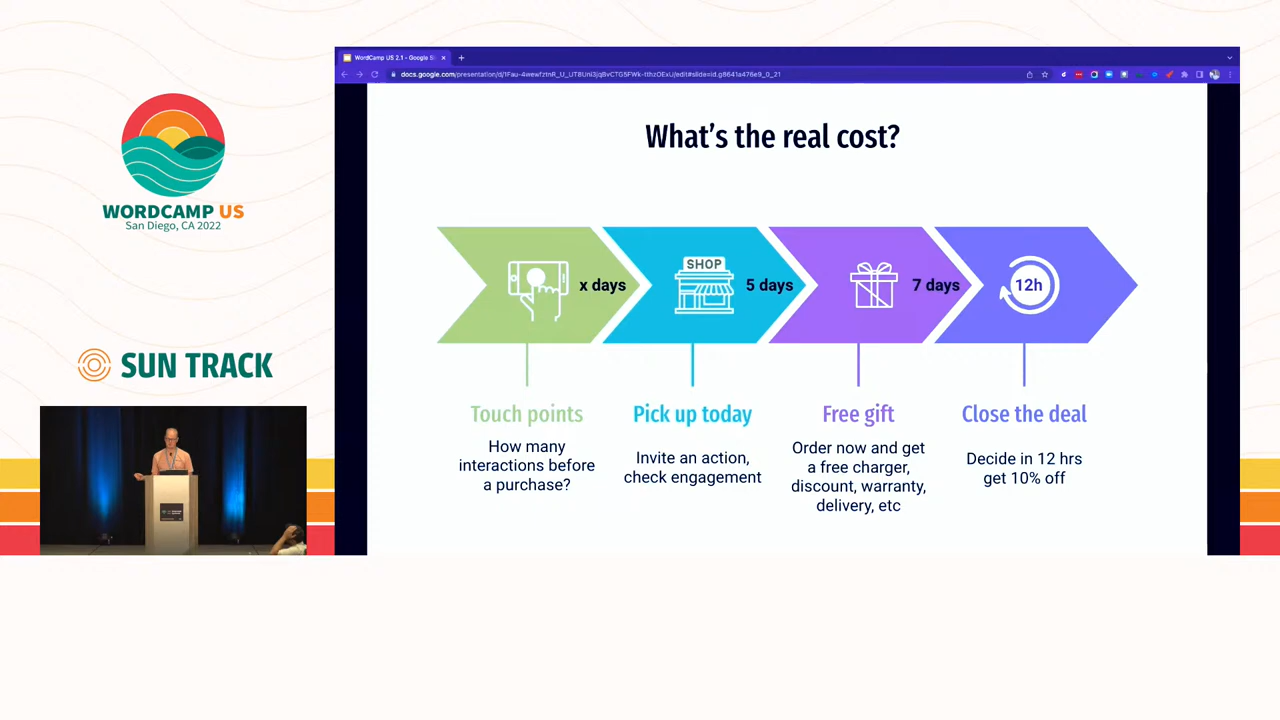 WordCamp US 2.1 - Google Sl
WORDCAMP US
San Diego, CA 2022
SUN TRACK
What's the real cost?
x days
SHOP
5 days
7 days
12h
Touch points
How many
interactions before
a purchase?
Pick up today
Invite an action,
check engagement
Free gift
Order now and get
a free charger,
discount, warranty,
delivery, etc
Close the deal
Decide in 12 hrs
get 10% off